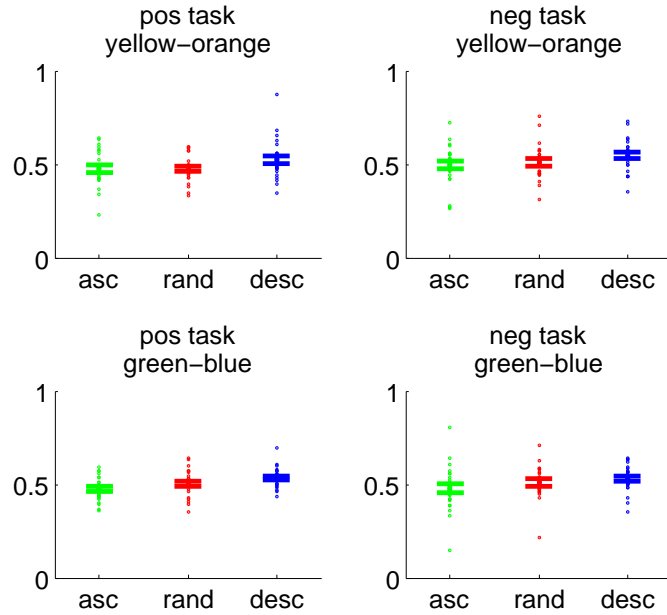 pos task
yellow−orange
1
0.5
0
asc rand desc
neg task
yellow−orange
1
0.5
0
asc rand desc
pos task
green−blue
1
0.5
0
asc rand desc
neg task
green−blue
1
0.5
0
asc rand desc